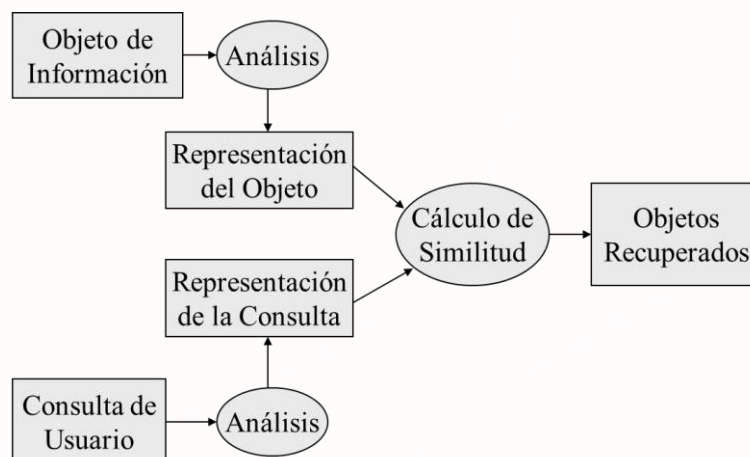 Objeto de
Información
Análisis
Representación
del Objeto
Cálculo de
Similitud
Objetos
Recuperados
Representación
de la Consulta
Consulta de
Usuario
Análisis